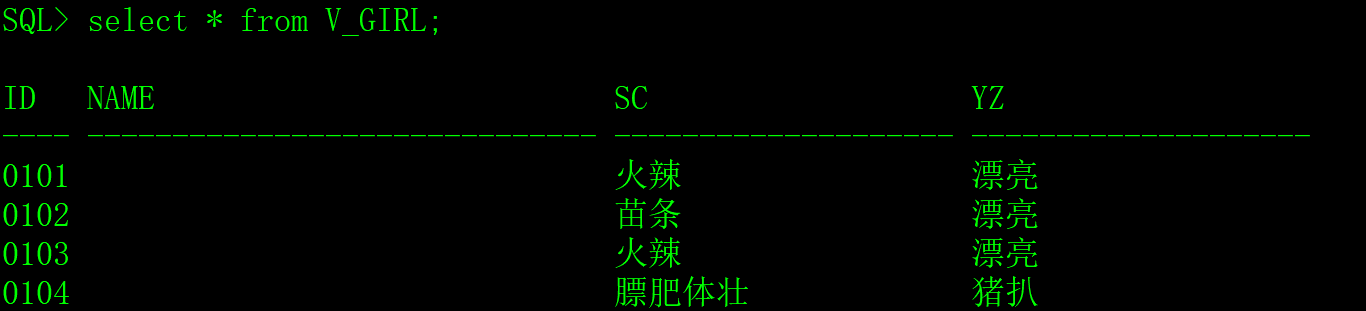 SQL> select * from V_GIRL;
ID NAME SC YZ
---- ------------------------------ -------------------- --------------------
0101 火辣 漂亮
0102 苗条 漂亮
0103 火辣 漂亮
0104 膘肥体壮 猪扒